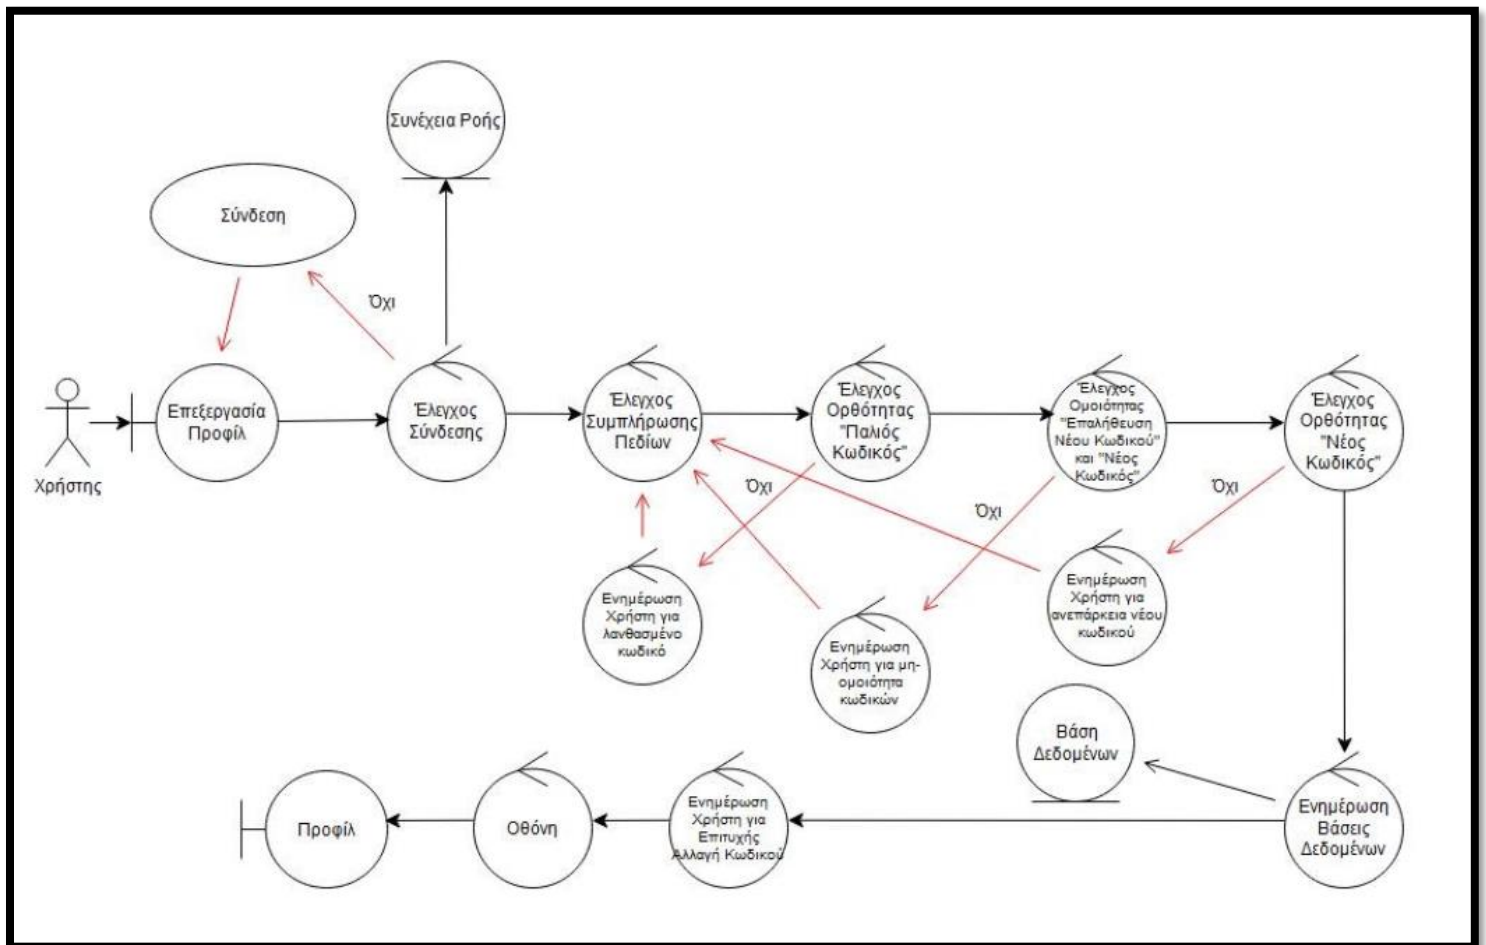 Συνέχεια Ροής
Σύνδεση
Όχι
Χρήστης
Επεξεργασία
Προφίλ
Έλεγχος
Σύνδεσης
Έλεγχος
Συμπλήρωσης
Πεδίων
Έλεγχος
Ορθότητας
"Παλιός
Κωδικός"
Έλεγχος
Ομοιότητας
"Επαλήθευση
Νέου Κωδικού"
και "Νέος
Κωδικός"
Έλεγχος
Ορθότητας
"Νέος
Κωδικός"
Όχι
Όχι
Όχι
Ενημέρωση
Χρήστη για
λανθασμένο
κωδικό
Ενημέρωση
Χρήστη για μη-
ομοιότητα
κωδικών
Ενημέρωση
Χρήστη για
ανεπάρκεια νέου
κωδικού
Βάση
Δεδομένων
Προφίλ
Οθόνη
Ενημέρωση
Χρήστη για
Επιτυχής
Αλλαγή Κωδικού
Ενημέρωση
Βάσεις
Δεδομένων